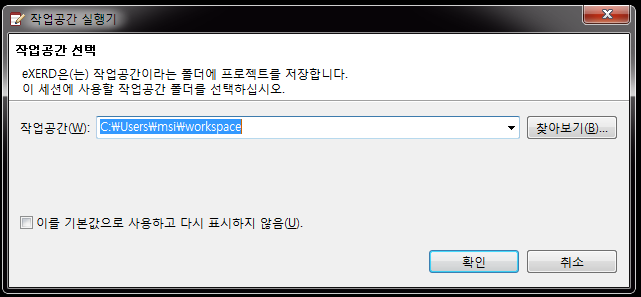 작업공간 실행기
작업공간 선택
eXERD은(는) 작업공간이라는 폴더에 프로젝트를 저장합니다.
이 세션에 사용할 작업공간 폴더를 선택하십시오.
작업공간(W): C:₩Users₩msi₩workspace 찾아보기(B)...
이를 기본값으로 사용하고 다시 표시하지 않음(U).
확인 취소